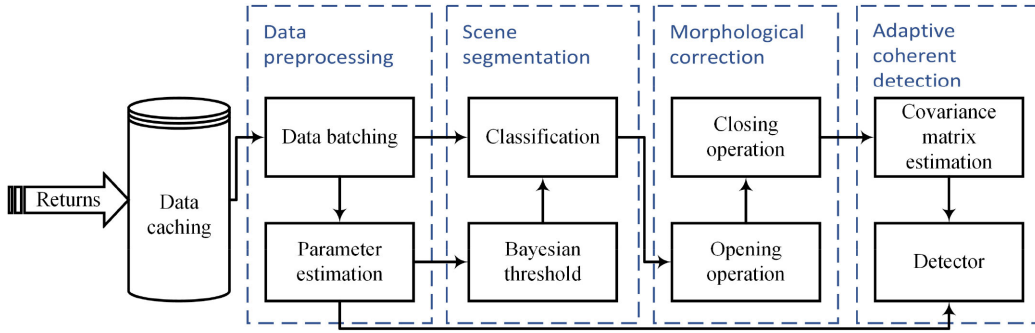 Data
preprocessing
Scene
segmentation
Morphological
correction
Adaptive
coherent
detection
Returns
Data
caching
Data batching
Parameter
estimation
Classification
Bayesian
threshold
Closing
operation
Opening
operation
Covariance
matrix
estimation
Detector